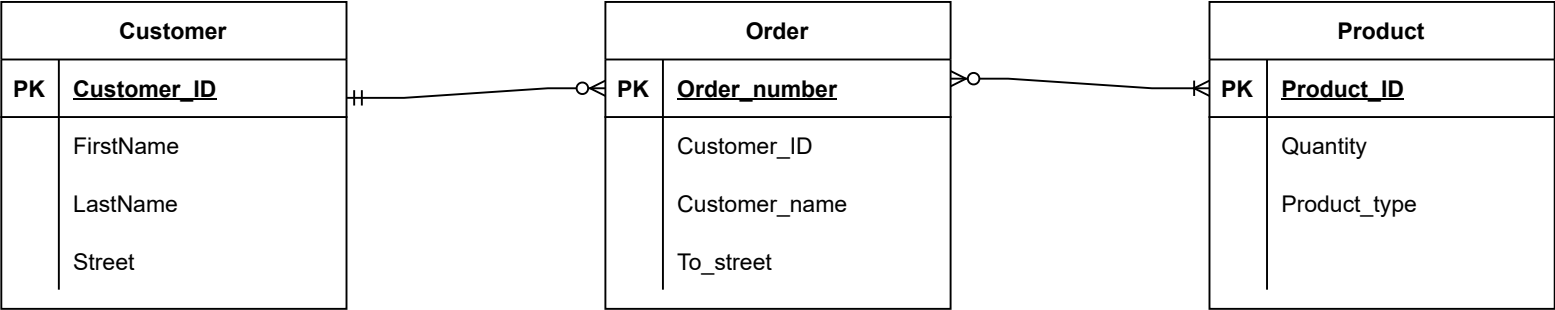 Customer
PK Customer_ID
FirstName
LastName
Street
Order
PK Order_number
Customer_ID
Customer_name
To_street
Product
PK Product_ID
Quantity
Product_type